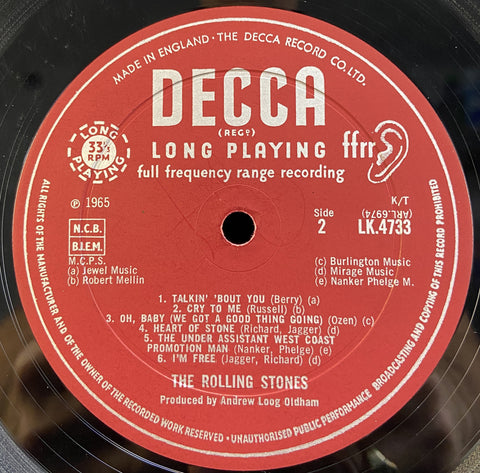 MADE IN ENGLAND · THE DECCA RECORD CO. LTD.
DECCA
(REGD)
LONG PLAYING
ffrr
full frequency range recording
LONG 33⅓ RPM PLAYING
℗ 1965
K/T
(ARL.6974)
N.C.B.
B.I.E.M.
Side
2
LK.4733
M.C.P.S.
(a) Jewel Music
(b) Robert Mellin
(c) Burlington Music
(d) Mirage Music
(e) Nanker Phelge M.
1. TALKIN' 'BOUT YOU (Berry) (a)
2. CRY TO ME (Russell) (b)
3. OH, BABY (WE GOT A GOOD THING GOING) (Ozen) (c)
4. HEART OF STONE (Richard, Jagger) (d)
5. THE UNDER ASSISTANT WEST COAST
PROMOTION MAN (Nanker, Phelge) (e)
6. I'M FREE (Jagger, Richard) (d)
THE ROLLING STONES
Produced by Andrew Loog Oldham
ALL RIGHTS OF THE MANUFACTURER AND OF THE OWNER OF THE RECORDED WORK RESERVED · UNAUTHORISED PUBLIC PERFORMANCE BROADCASTING AND COPYING OF THIS RECORD PROHIBITED